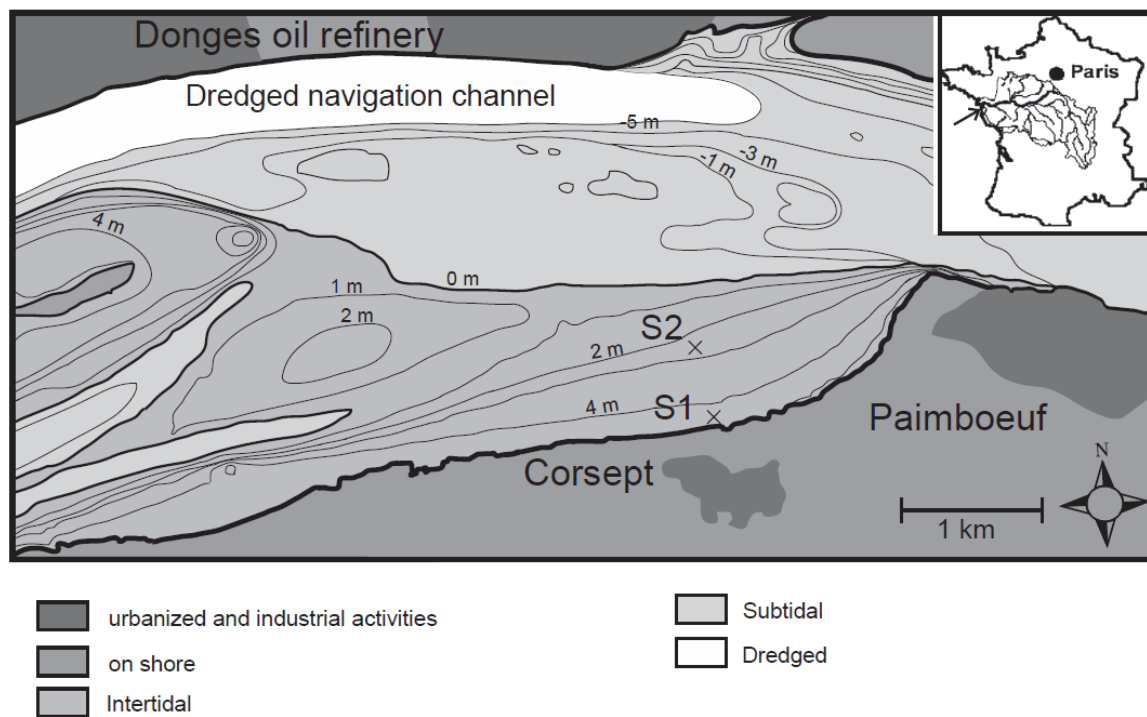 Donges oil refinery
Paris
Dredged navigation channel
-5 m
-3 m
-1 m
4 m
0 m
1 m
2 m
S2
2 m
4 m
S1
Paimboeuf
Corsept
N
1 km
urbanized and industrial activities
on shore
Intertidal
Subtidal
Dredged